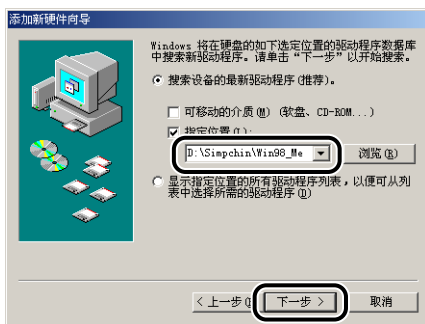 添加新硬件向导
Windows 将在硬盘的如下选定位置的驱动程序数据库
中搜索新驱动程序。请单击“下一步”以开始搜索。
搜索设备的最新驱动程序(推荐)。
可移动的介质(M) (软盘、CD-ROM...)
指定位置(L):
D:\Simpchin\Win98_Me
浏览(R)
显示指定位置的所有驱动程序列表，以便可从列
表中选择所需的驱动程序(D)
< 上一步
下一步 >
取消